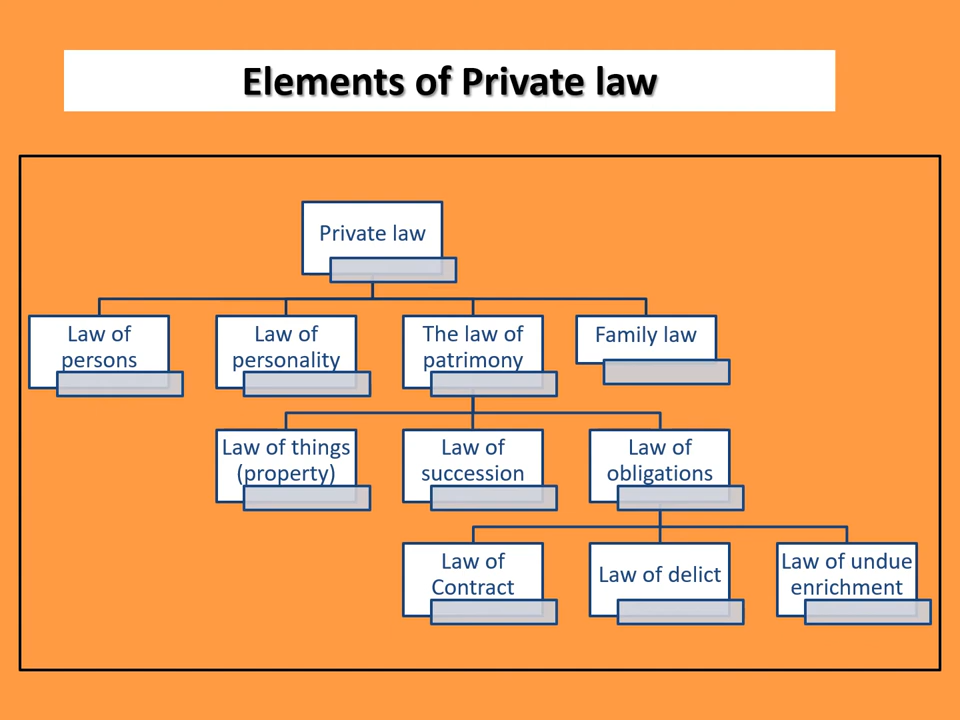 Elements of Private law
Private law
Law of
persons
Law of
personality
The law of
patrimony
Family law
Law of things
(property)
Law of
succession
Law of
obligations
Law of
Contract
Law of delict
Law of undue
enrichment